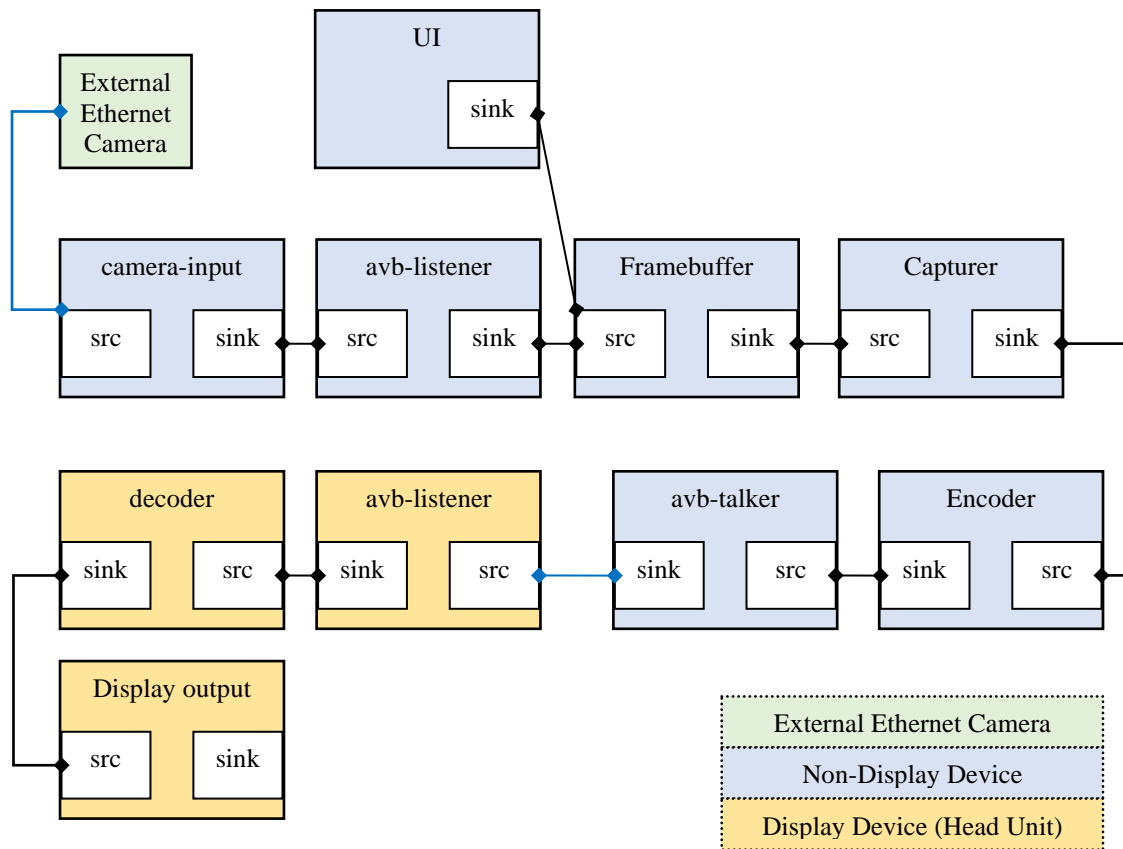 UI
sink
External
Ethernet
Camera
camera-input
src
sink
avb-listener
src
sink
Framebuffer
src
sink
Capturer
src
sink
decoder
sink
src
avb-listener
sink
src
avb-talker
sink
src
Encoder
sink
src
Display output
src
sink
External Ethernet Camera
Non-Display Device
Display Device (Head Unit)